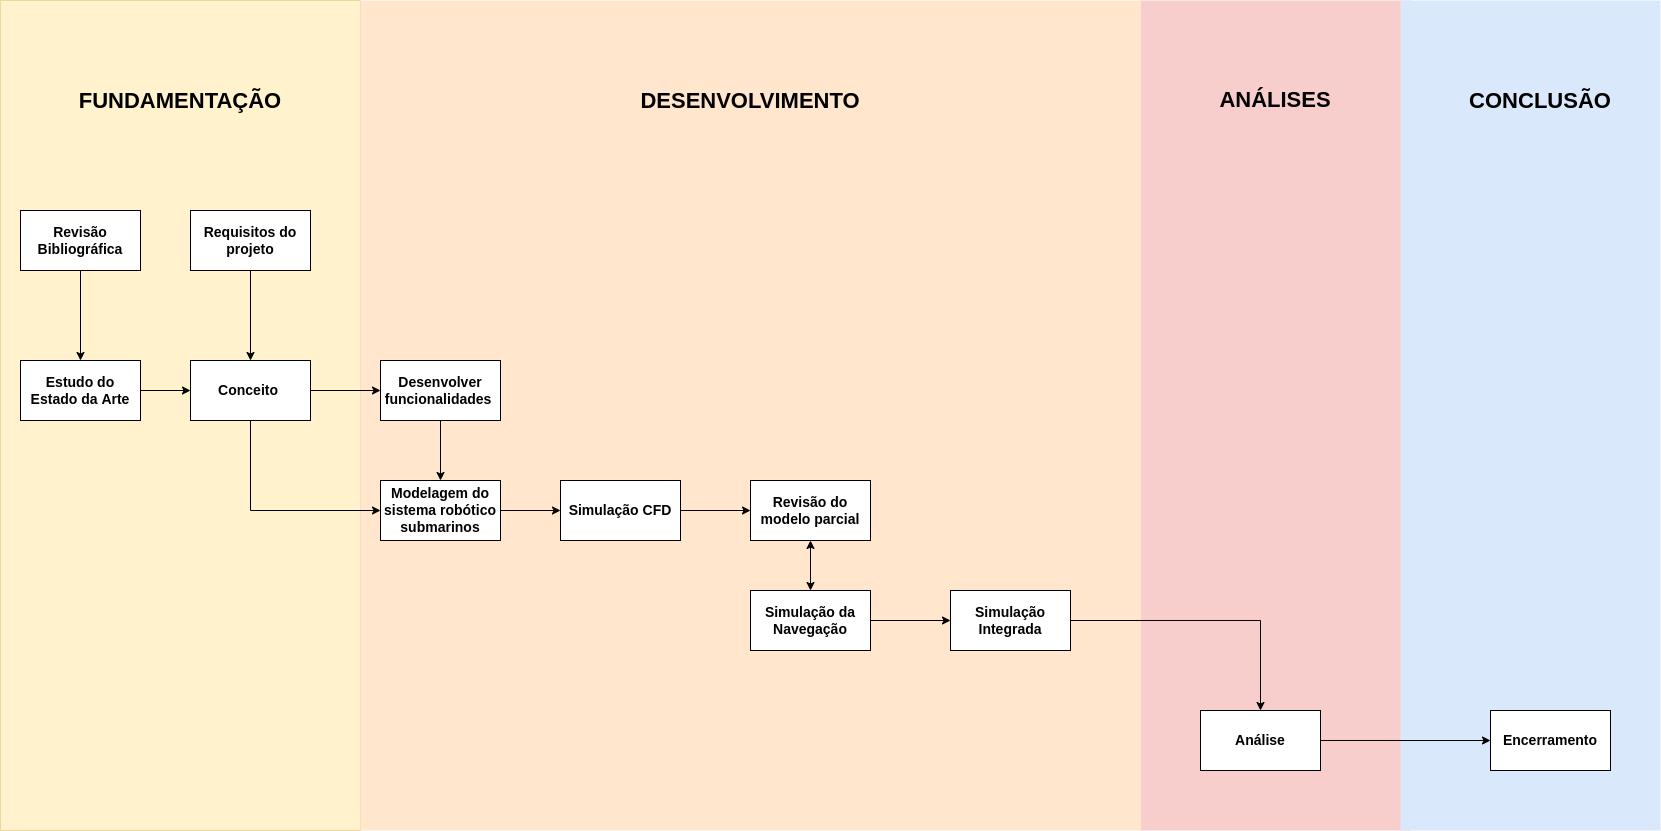 FUNDAMENTAÇÃO
DESENVOLVIMENTO
ANÁLISES
CONCLUSÃO
Revisão
Bibliográfica
Requisitos do
projeto
Estudo do
Estado da Arte
Conceito
Desenvolver
funcionalidades
Modelagem do
sistema robótico
submarinos
Simulação CFD
Revisão do
modelo parcial
Simulação da
Navegação
Simulação
Integrada
Análise
Encerramento